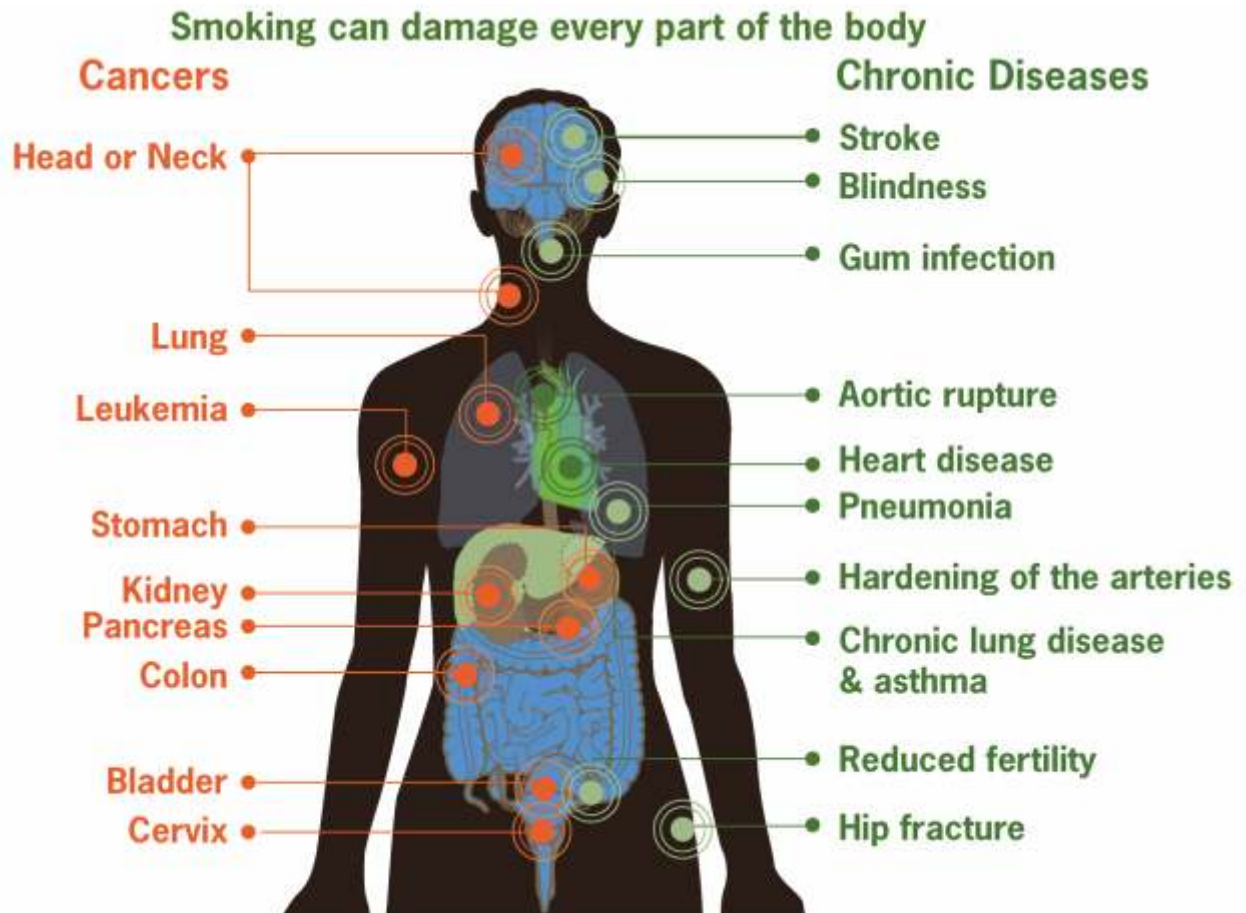 Smoking can damage every part of the body
Cancers
Head or Neck
Lung
Leukemia
Stomach
Kidney
Pancreas
Colon
Bladder
Cervix
Chronic Diseases
Stroke
Blindness
Gum infection
Aortic rupture
Heart disease
Pneumonia
Hardening of the arteries
Chronic lung disease
& asthma
Reduced fertility
Hip fracture